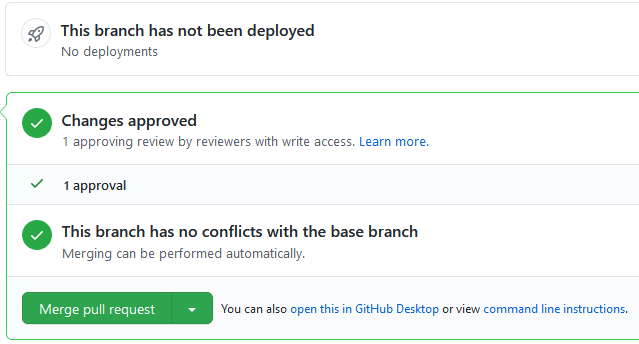 This branch has not been deployed
No deployments
Changes approved
1 approving review by reviewers with write access. Learn more.
1 approval
This branch has no conflicts with the base branch
Merging can be performed automatically.
Merge pull request
You can also open this in GitHub Desktop or view command line instructions.